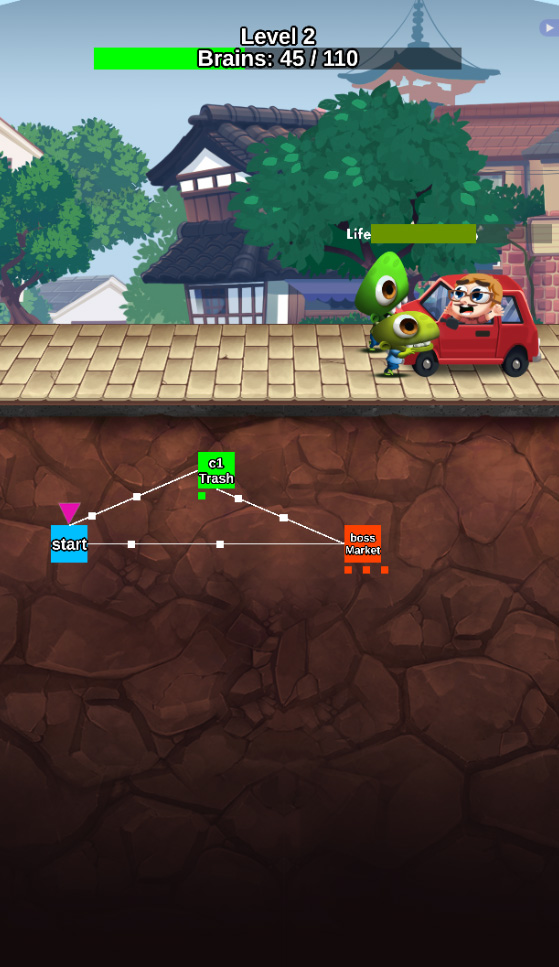 Level 2
Brains: 45 / 110
Life
c1
Trash
start
boss
Market